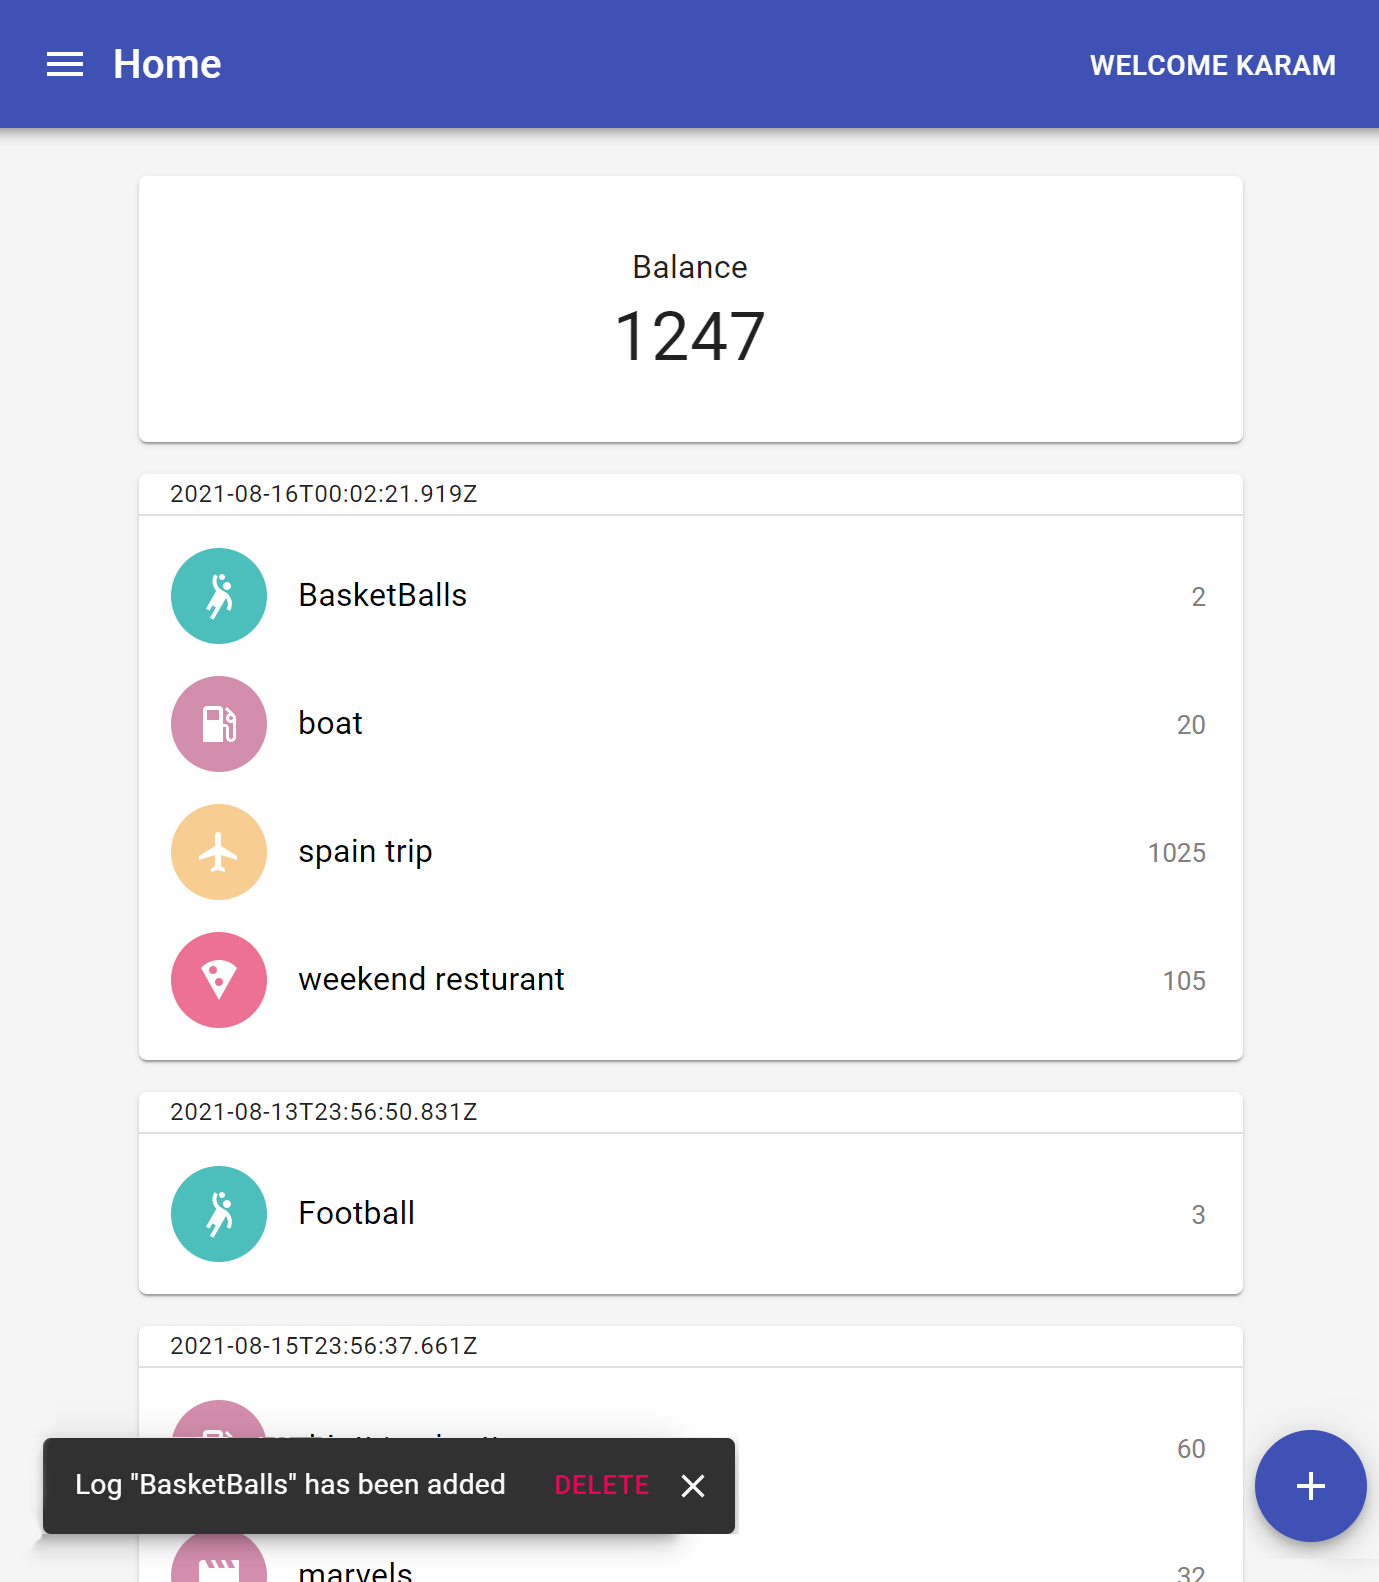 Home
WELCOME KARAM
Balance
1247
2021-08-16T00:02:21.919Z
BasketBalls 2
boat 20
spain trip 1025
weekend resturant 105
2021-08-13T23:56:50.831Z
Football 3
2021-08-15T23:56:37.661Z
60
Log "BasketBalls" has been added DELETE
marvels 32